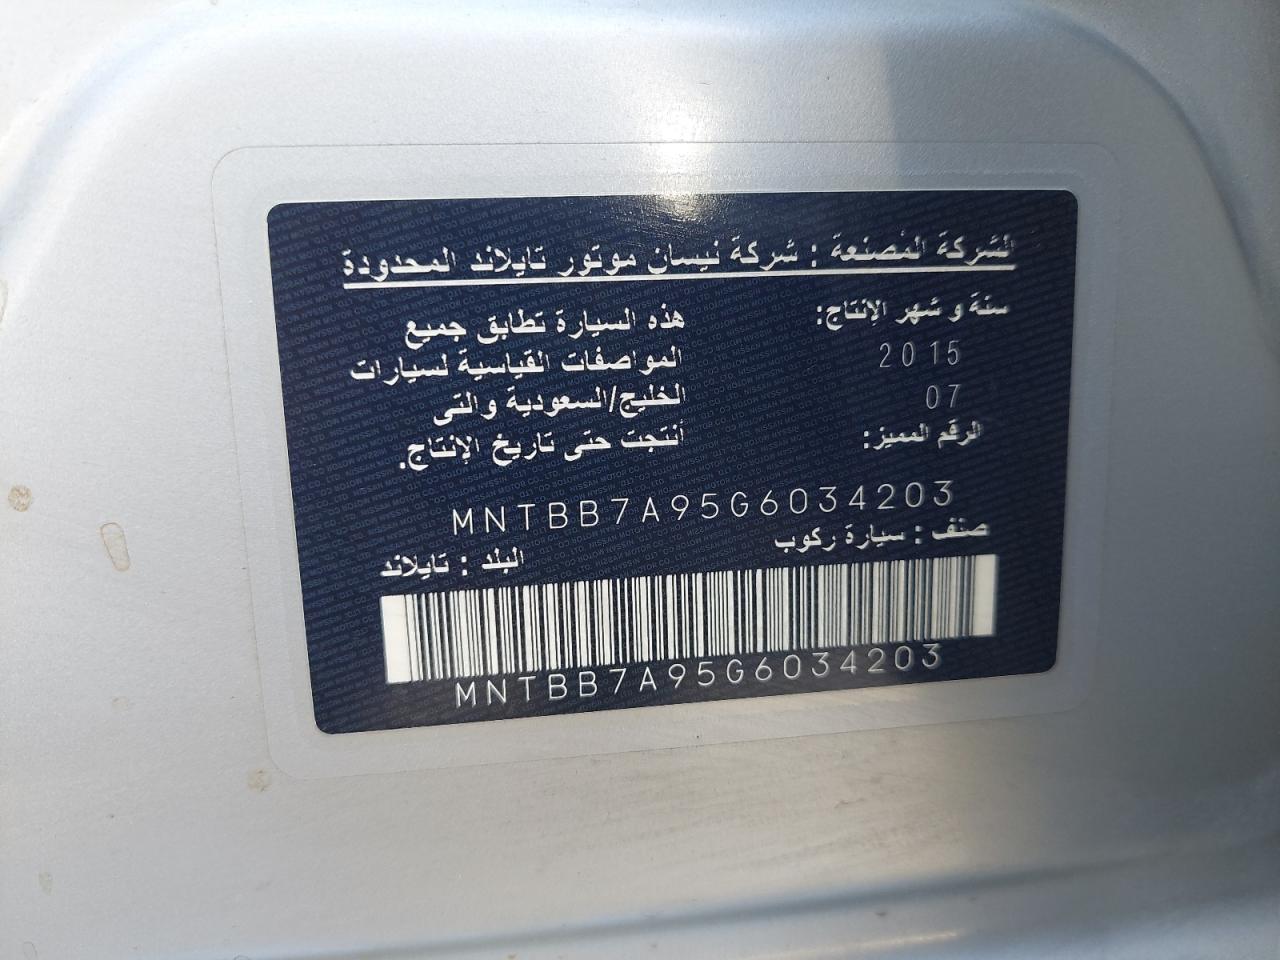 الشركة المصنعة : شركة نيسان موتور تايلاند المحدودة
سنة و شهر الإنتاج:
2015
07
الرقم المميز:
هذه السيارة تطابق جميع
المواصفات القياسية لسيارات
الخليج/السعودية والتى
أنتجت حتى تاريخ الإنتاج.
MNTBB7A95G6034203
صنف : سيارة ركوب
البلد : تايلاند
MNTBB7A95G6034203